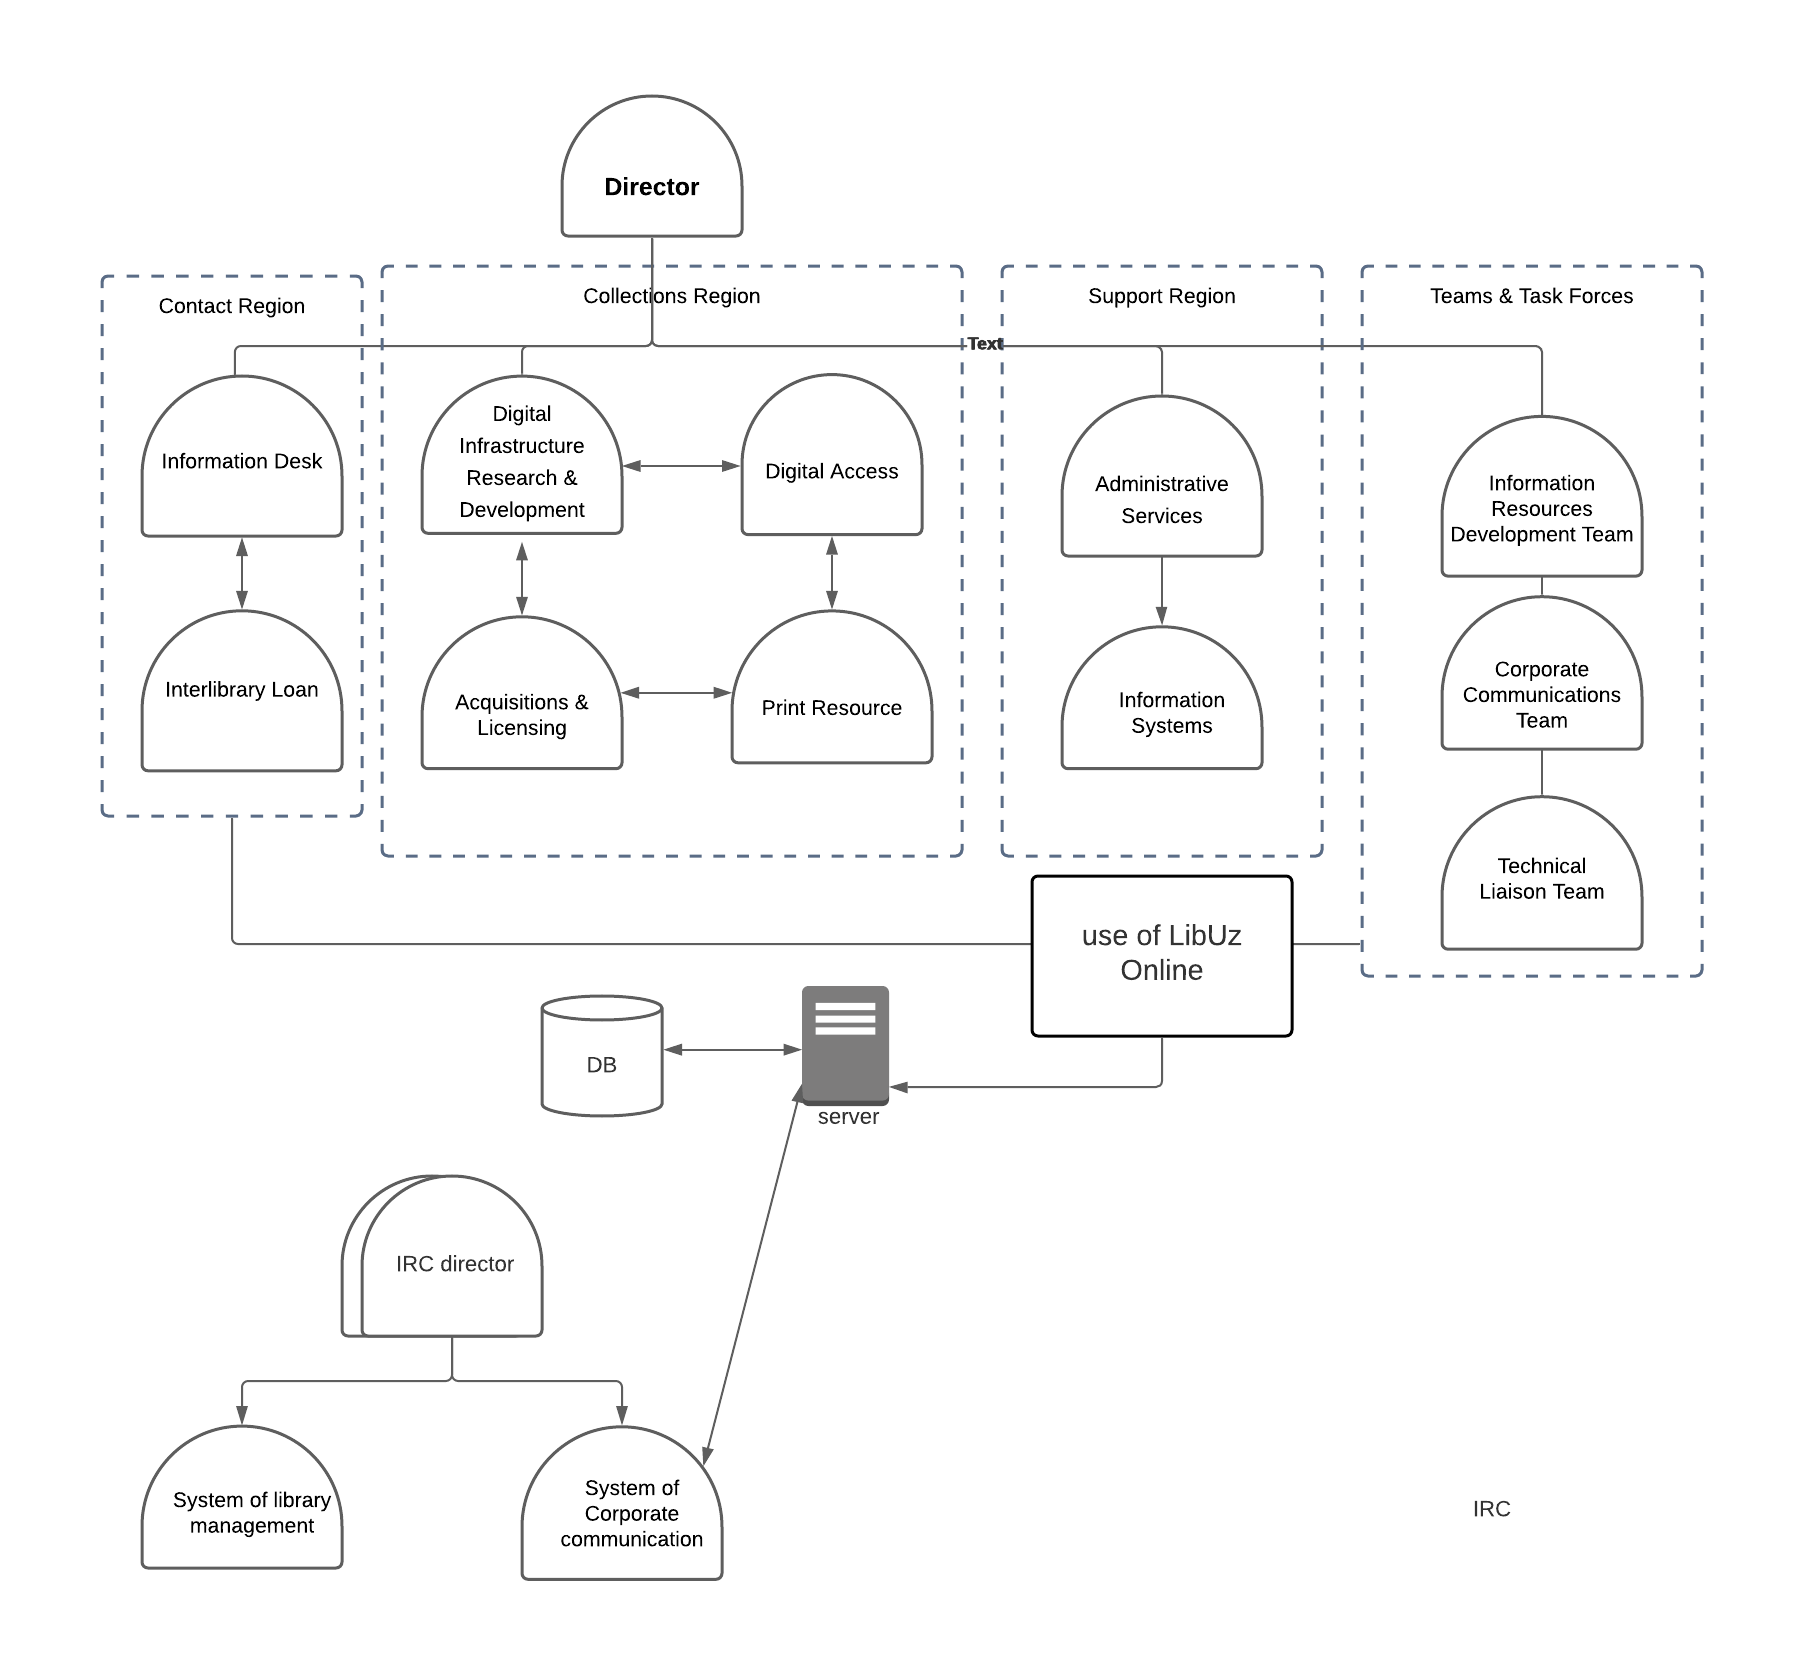 Director
Contact Region
Collections Region
Support Region
Teams & Task Forces
Text
Information Desk
Digital
Infrastructure
Research &
Development
Digital Access
Administrative
Services
Information
Resources
Development Team
Interlibrary Loan
Acquisitions &
Licensing
Print Resource
Information
Systems
Corporate
Communications
Team
Technical
Liaison Team
use of LibUz
Online
DB
server
IRC director
System of library
management
System of
Corporate
communication
IRC